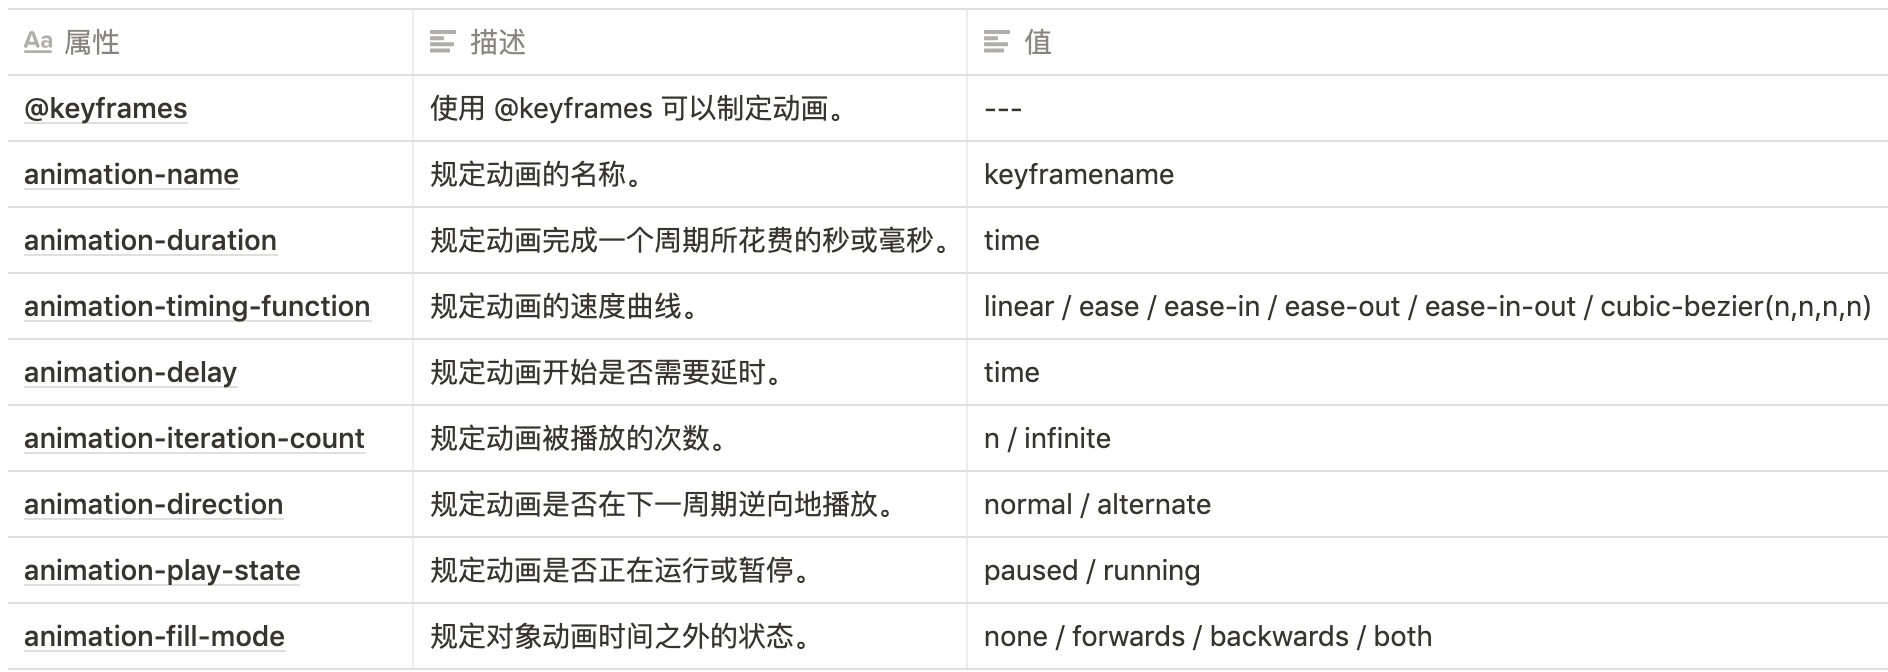 Aa 属性 描述 值
@keyframes 使用 @keyframes 可以制定动画。 ---
animation-name 规定动画的名称。 keyframename
animation-duration 规定动画完成一个周期所花费的秒或毫秒。 time
animation-timing-function 规定动画的速度曲线。 linear / ease / ease-in / ease-out / ease-in-out / cubic-bezier(n,n,n,n)
animation-delay 规定动画开始是否需要延时。 time
animation-iteration-count 规定动画被播放的次数。 n / infinite
animation-direction 规定动画是否在下一周期逆向地播放。 normal / alternate
animation-play-state 规定动画是否正在运行或暂停。 paused / running
animation-fill-mode 规定对象动画时间之外的状态。 none / forwards / backwards / both